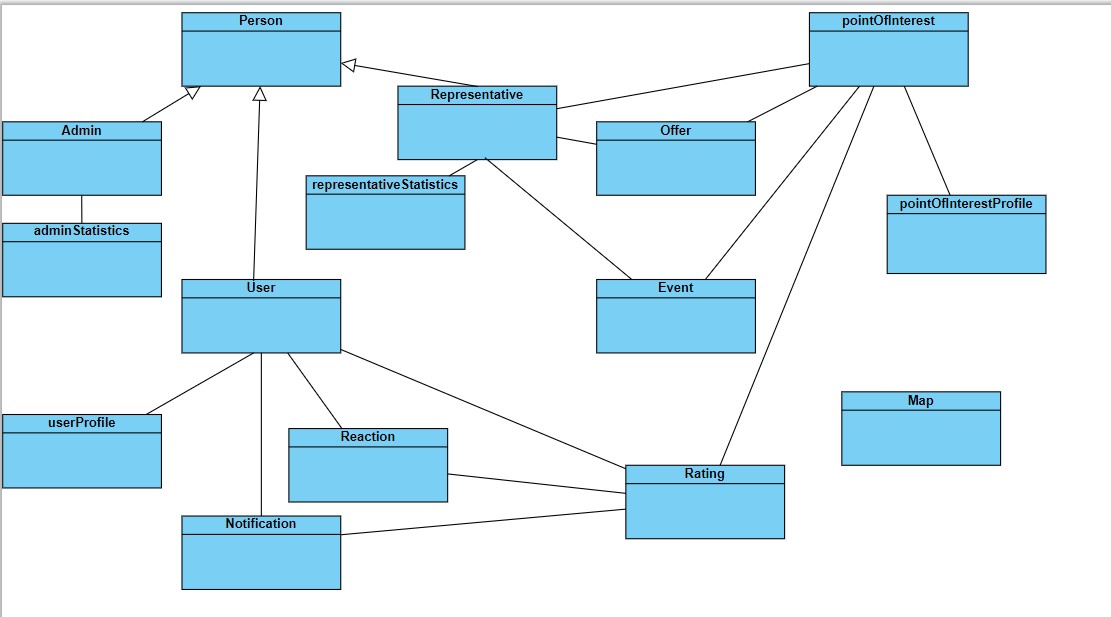 Person
pointOfInterest
Representative
Admin
Offer
representativeStatistics
pointOfInterestProfile
adminStatistics
User
Event
Map
userProfile
Reaction
Rating
Notification